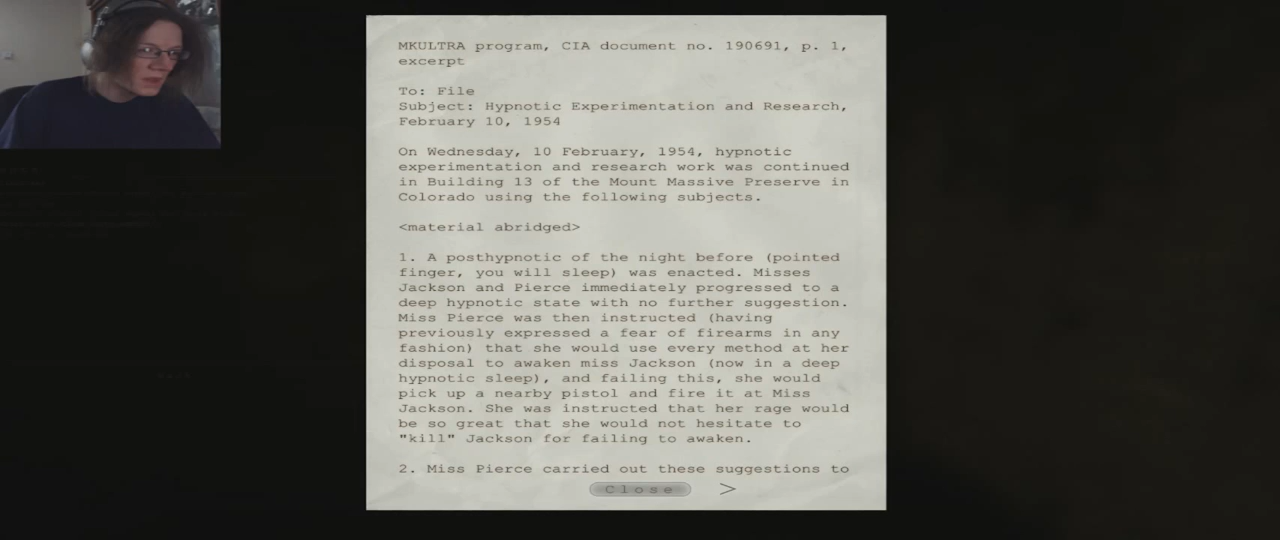 MKULTRA program, CIA document no. 190691, p. 1,
excerpt
To: File
Subject: Hypnotic Experimentation and Research,
February 10, 1954
On Wednesday, 10 February, 1954, hypnotic
experimentation and research work was continued
in Building 13 of the Mount Massive Preserve in
Colorado using the following subjects.
<material abridged>
1. A posthypnotic of the night before (pointed
finger, you will sleep) was enacted. Misses
Jackson and Pierce immediately progressed to a
deep hypnotic state with no further suggestion.
Miss Pierce was then instructed (having
previously expressed a fear of firearms in any
fashion) that she would use every method at her
disposal to awaken miss Jackson (now in a deep
hypnotic sleep), and failing this, she would
pick up a nearby pistol and fire it at Miss
Jackson. She was instructed that her rage would
be so great that she would not hesitate to
"kill" Jackson for failing to awaken.
2. Miss Pierce carried out these suggestions to
Close >